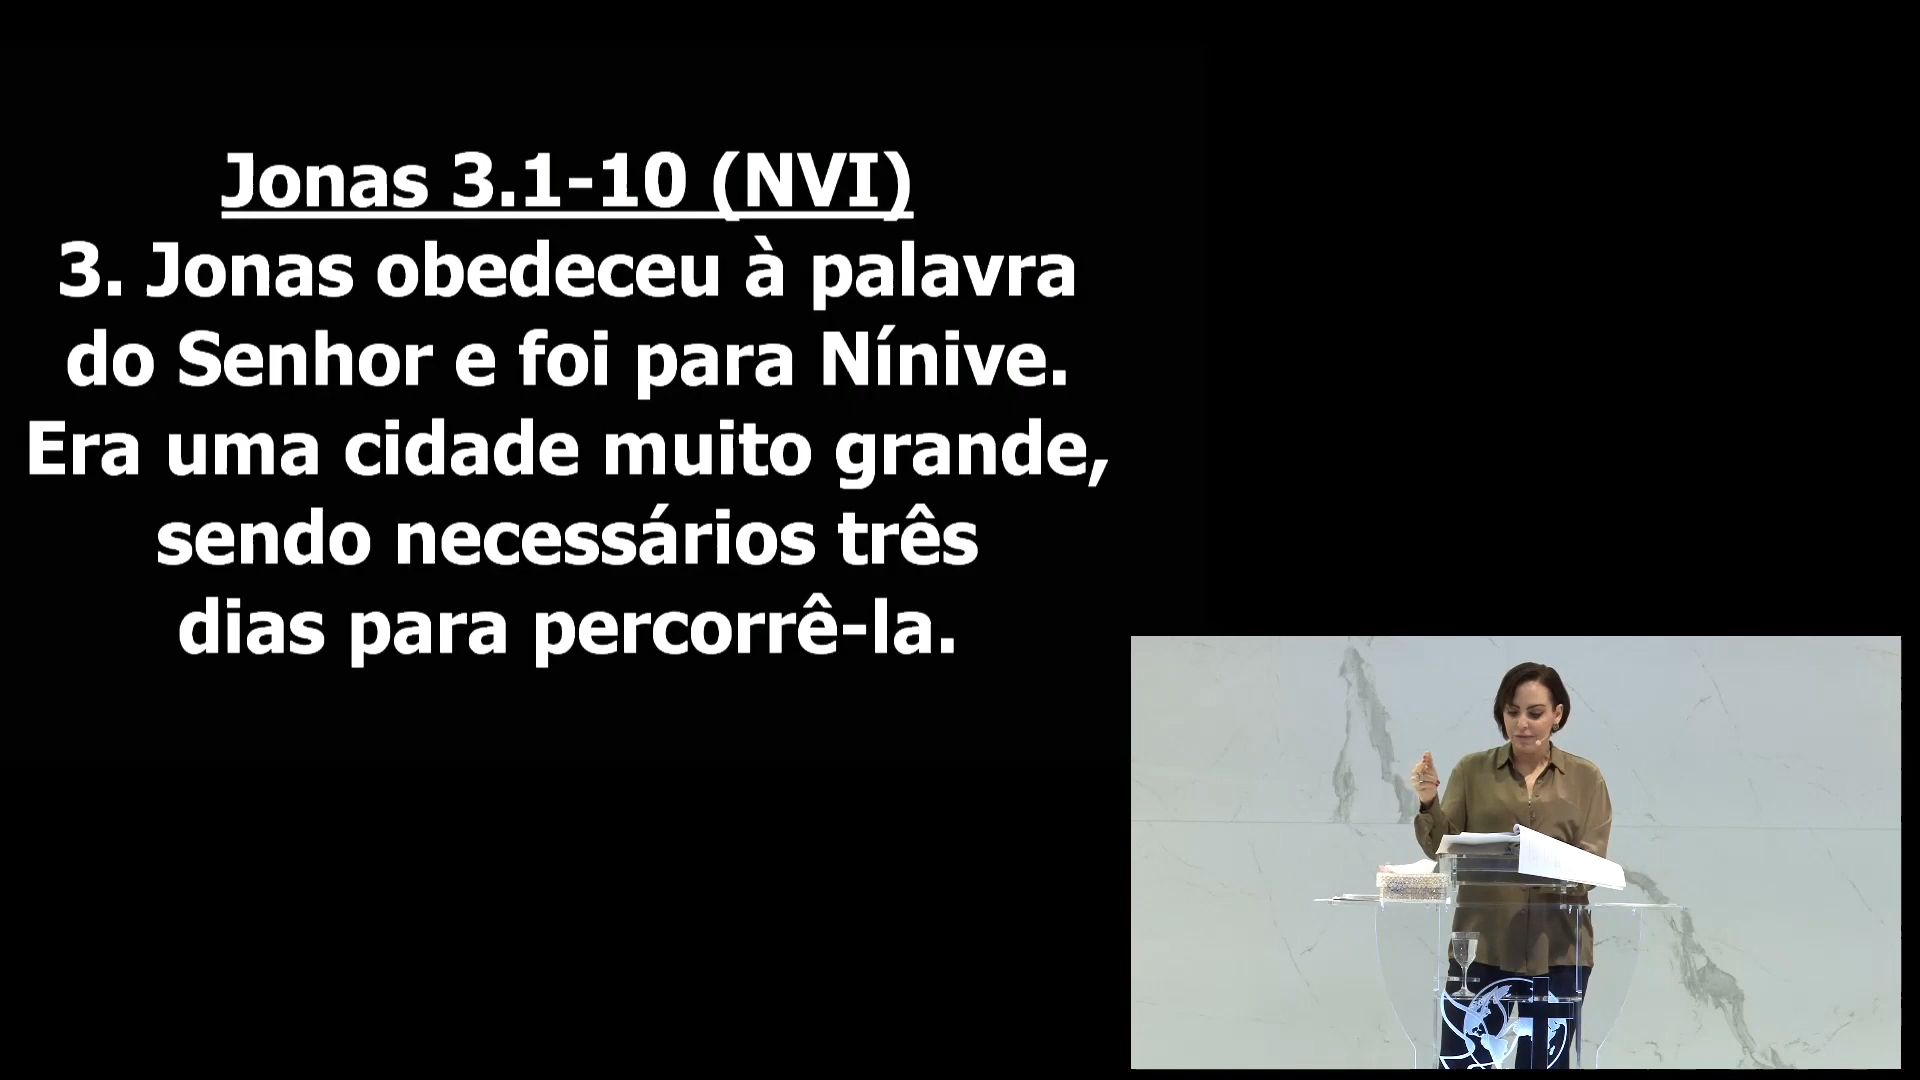 Jonas 3.1-10 (NVI)
3. Jonas obedeceu à palavra
do Senhor e foi para Nínive.
Era uma cidade muito grande,
sendo necessários três
dias para percorrê-la.